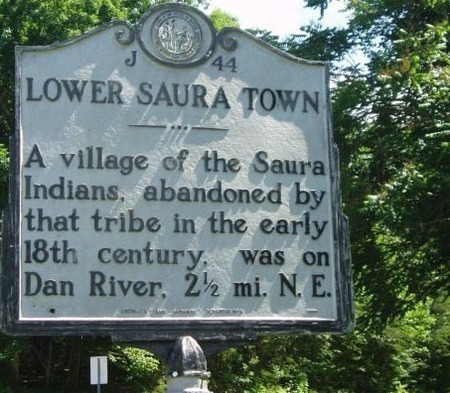 J 44
LOWER SAURA TOWN
A village of the Saura
Indians, abandoned by
that tribe in the early
18th century, was on
Dan River, 2½ mi. N. E.